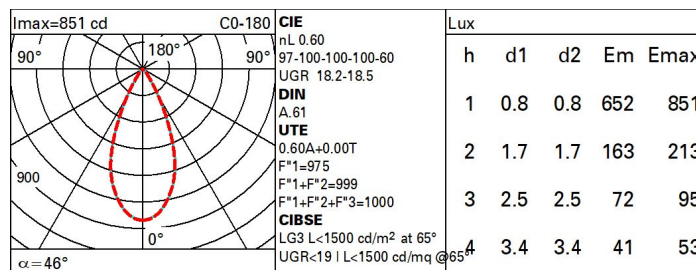 Imax=851 cd
C0-180
90°
180°
90°
900
0°
α=46°
CIE
nL 0.60
97-100-100-100-60
UGR 18.2-18.5
DIN
A.61
UTE
0.60A+0.00T
F"1=975
F"1+F"2=999
F"1+F"2+F"3=1000
CIBSE
LG3 L<1500 cd/m² at 65°
UGR<19 | L<1500 cd/mq @65°
Lux
h d1 d2 Em Emax
1 0.8 0.8 652 851
2 1.7 1.7 163 213
3 2.5 2.5 72 95
4 3.4 3.4 41 53